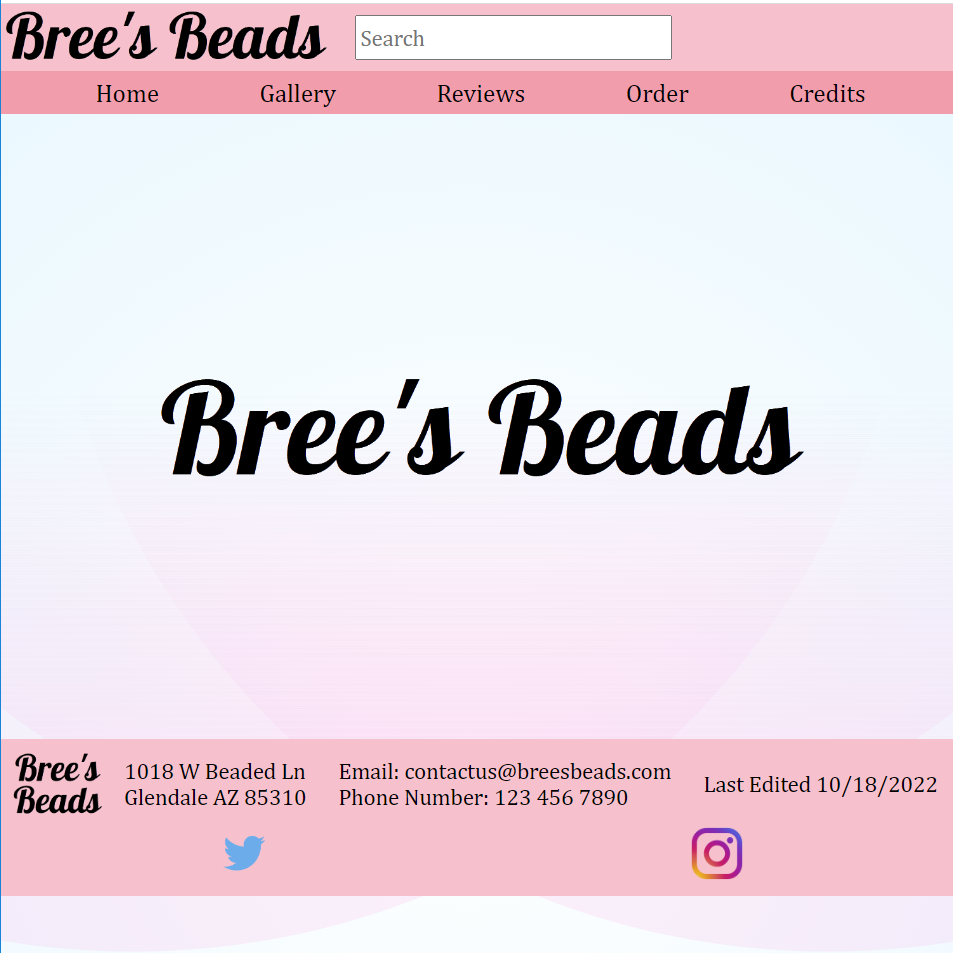 Bree's Beads
Search
Home Gallery Reviews Order Credits
Bree's Beads
Bree's
Beads
1018 W Beaded Ln
Glendale AZ 85310
Email: contactus@breesbeads.com
Phone Number: 123 456 7890
Last Edited 10/18/2022